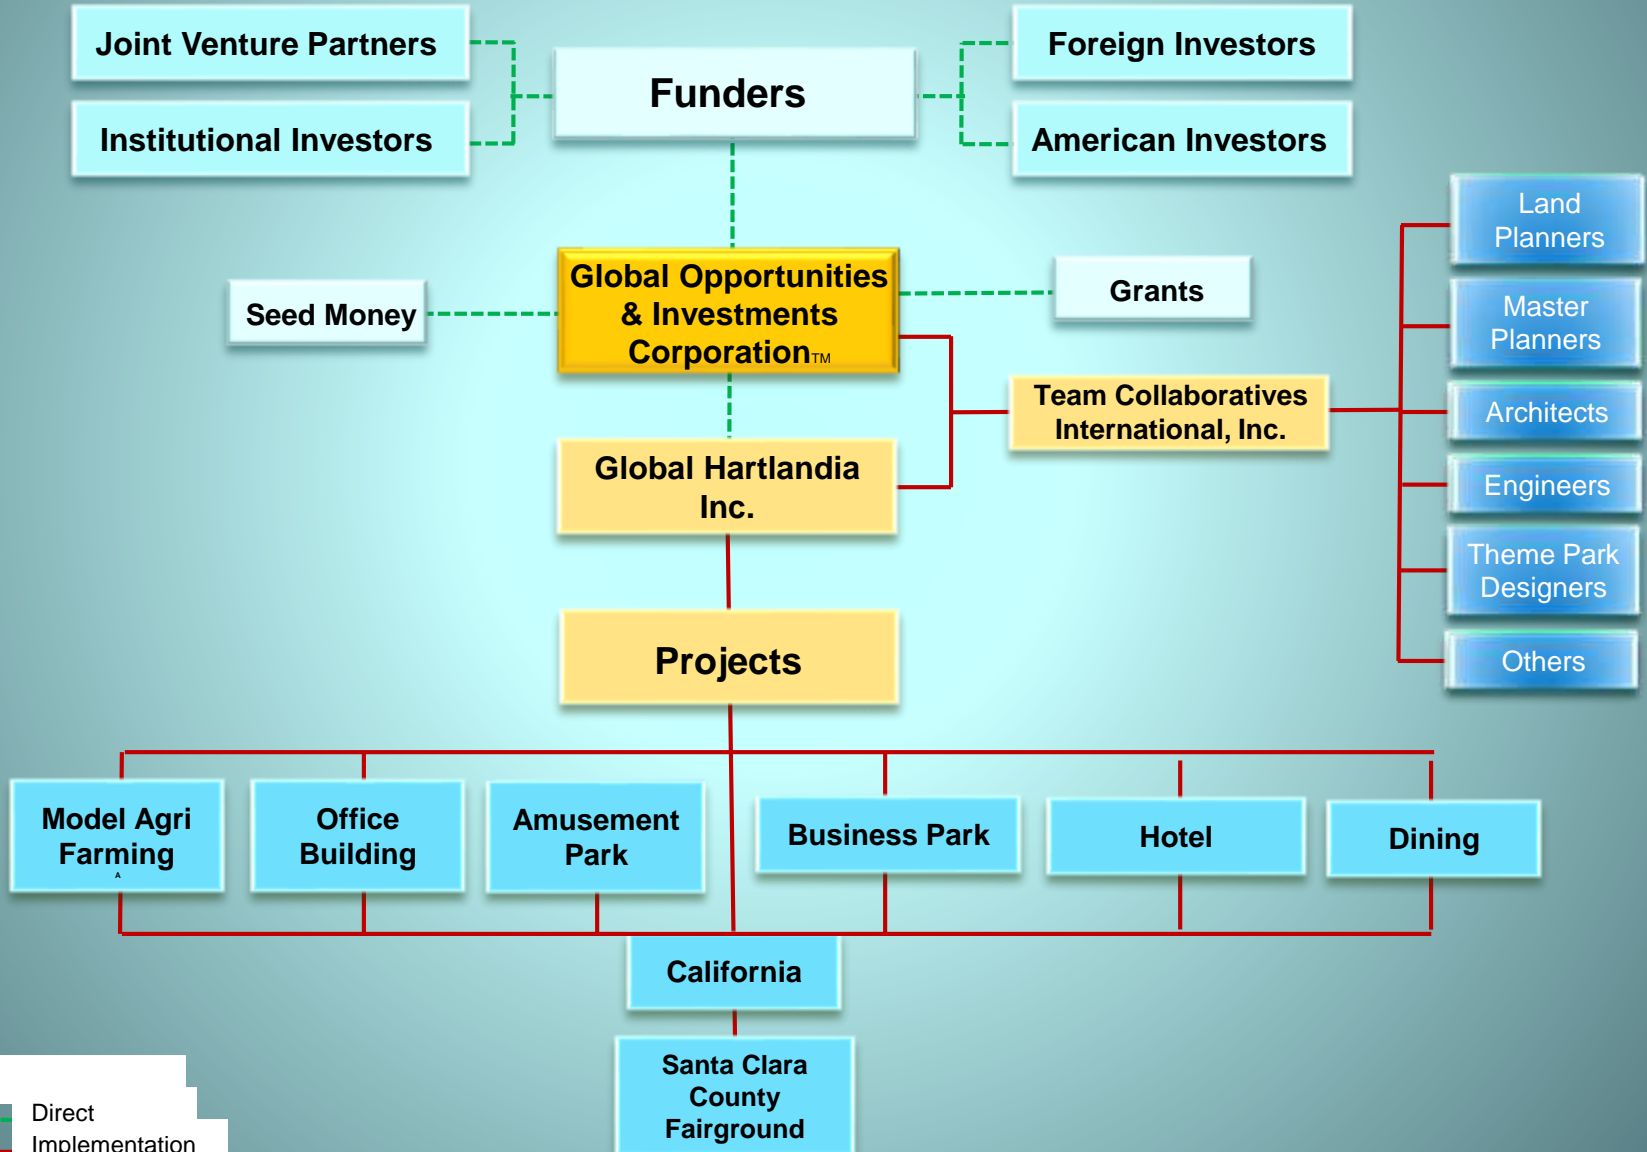 Joint Venture Partners
Funders
Foreign Investors
Institutional Investors
American Investors
Land
Planners
Global Opportunities
& Investments
Corporation™
Seed Money
Grants
Master
Planners
Team Collaboratives
International, Inc.
Architects
Global Hartlandia
Inc.
Engineers
Theme Park
Designers
Projects
Others
Model Agri
Farming
A
Office
Building
Amusement
Park
Business Park
Hotel
Dining
California
Santa Clara
County
Fairground
Direct
Implementation